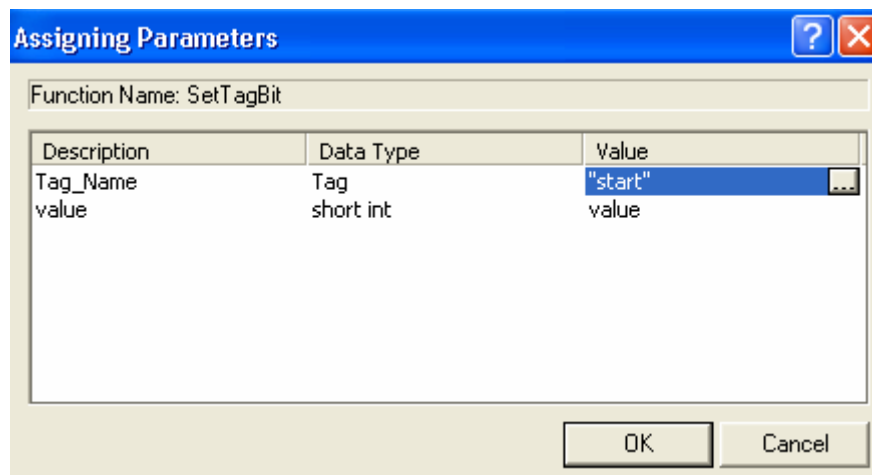 Assigning Parameters
Function Name: SetTagBit
Description Data Type Value
Tag_Name Tag "start" ...
value short int value
OK Cancel